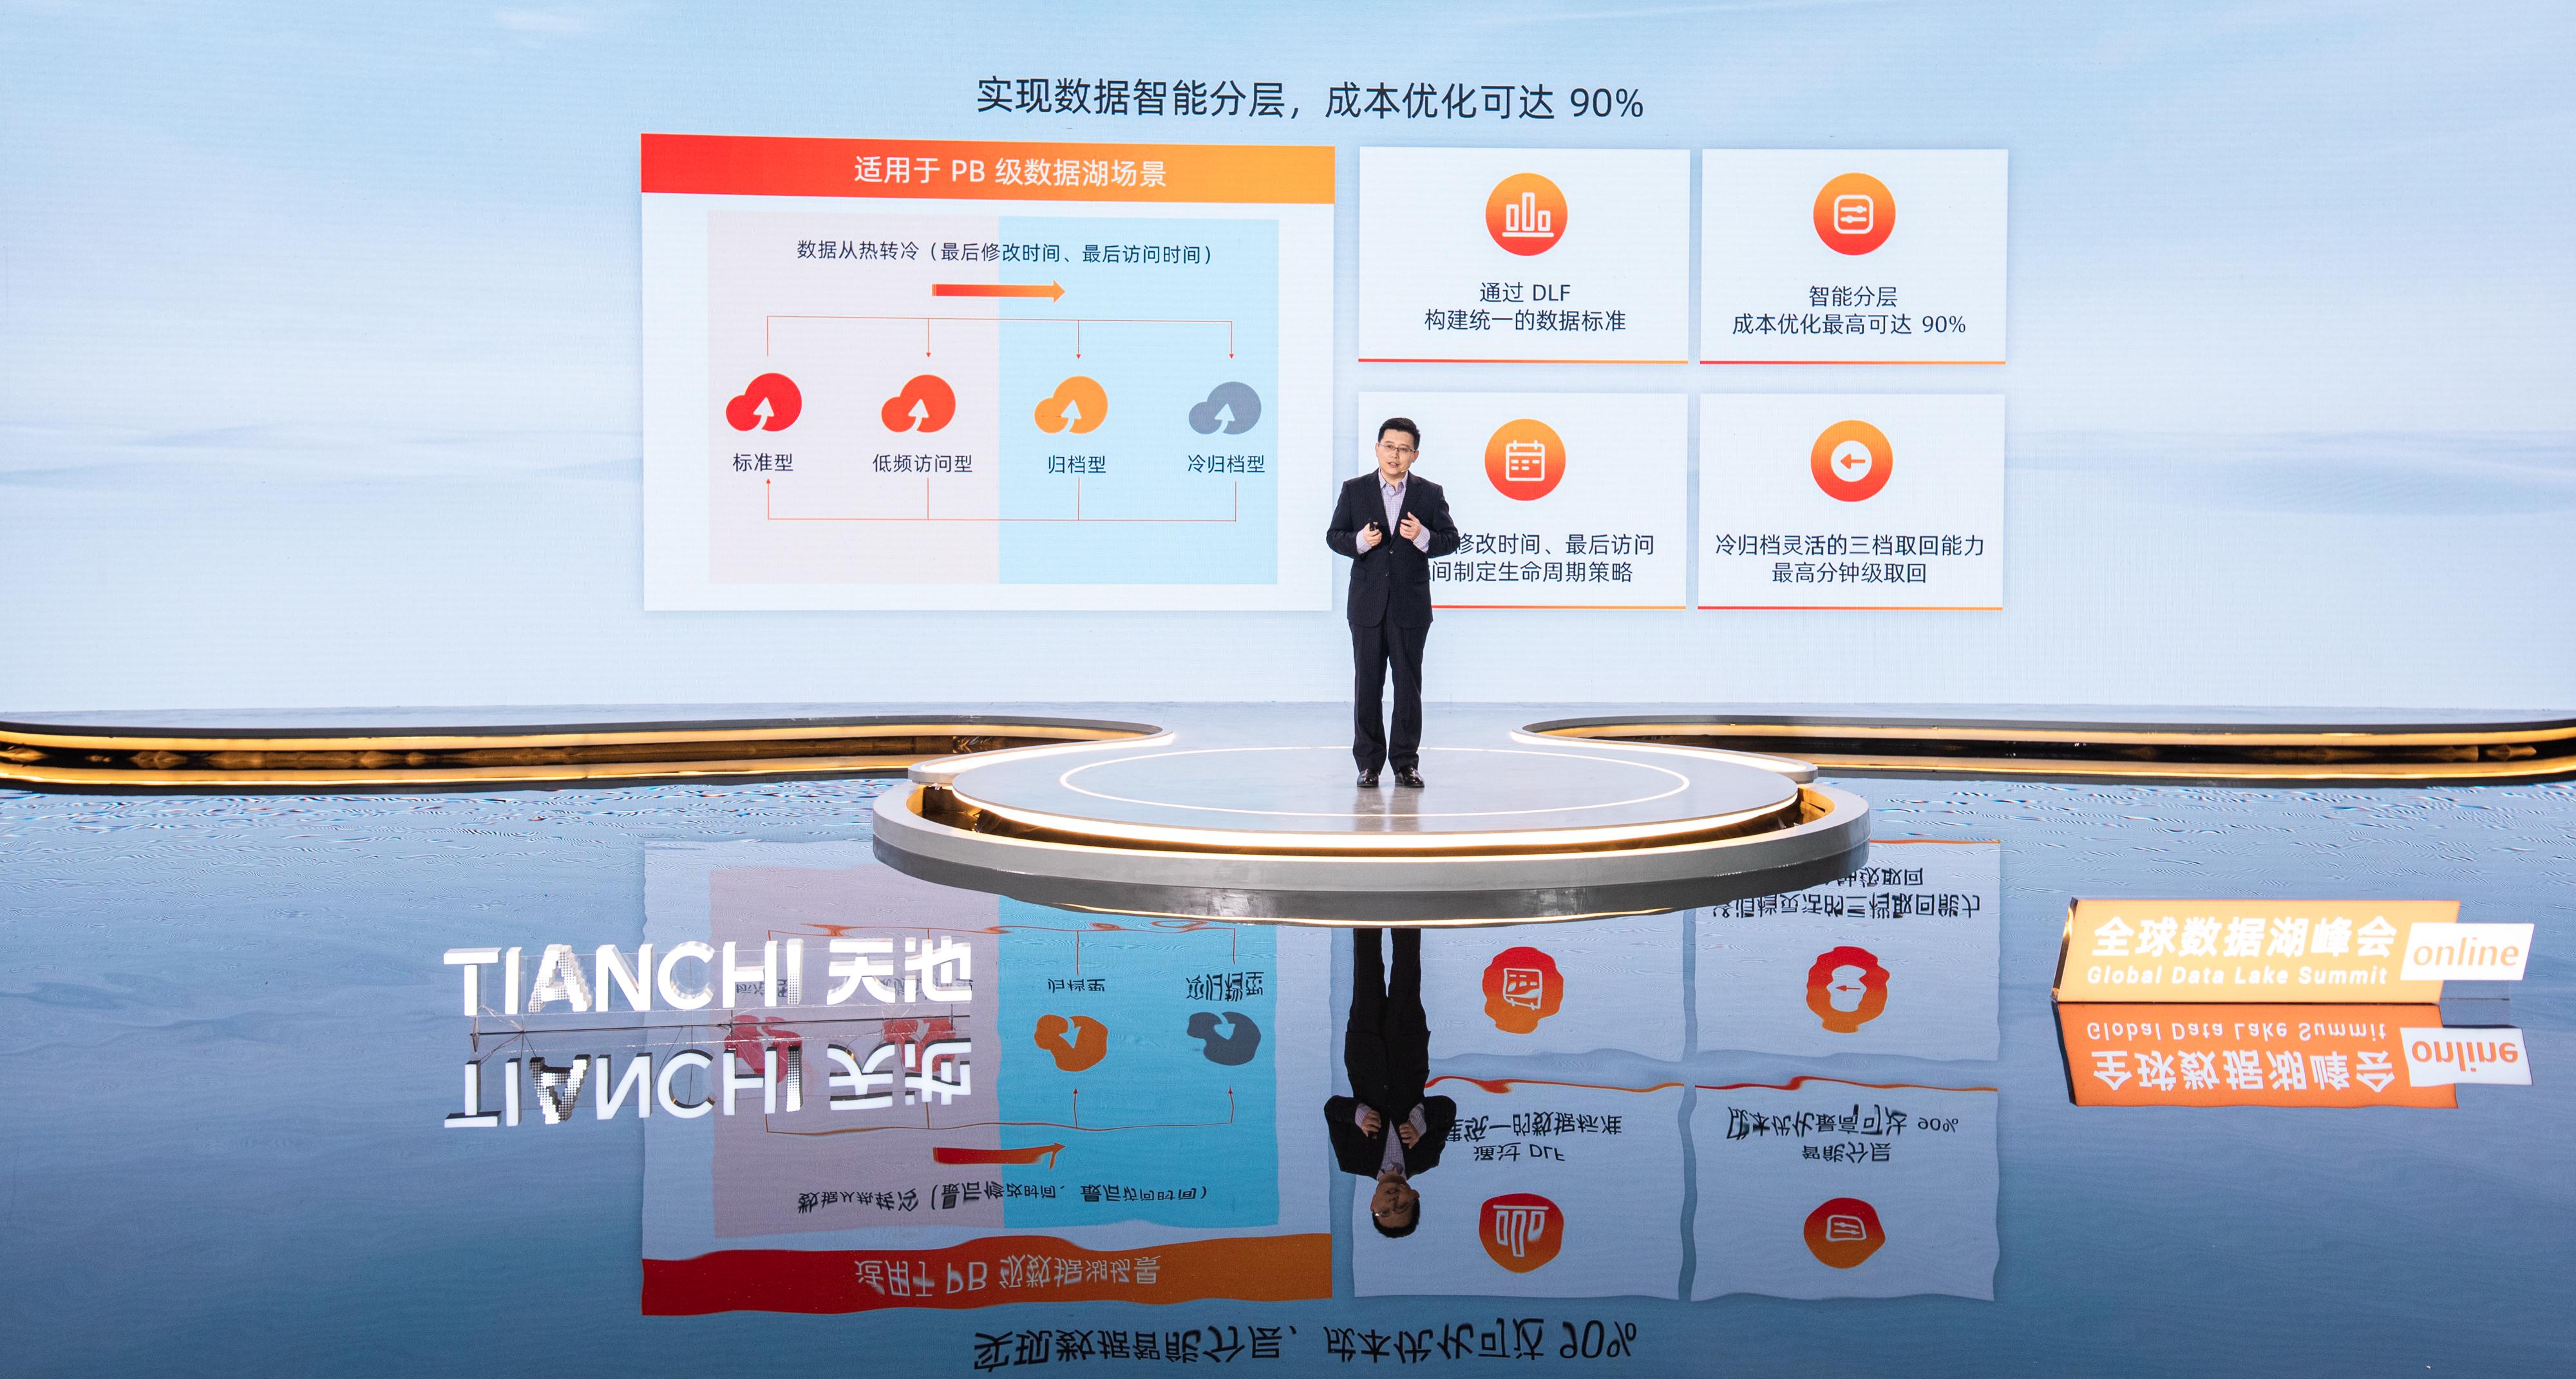 实现数据智能分层，成本优化可达 90%
适用于 PB 级数据湖场景
数据从热转冷（最后修改时间、最后访问时间）
标准型
低频访问型
归档型
冷归档型
通过 DLF
构建统一的数据标准
智能分层
成本优化最高可达 90%
修改时间、最后访问
间制定生命周期策略
冷归档灵活的三档取回能力
最高分钟级取回
TIANCHI 天池
全球数据湖峰会
Global Data Lake Summit
online